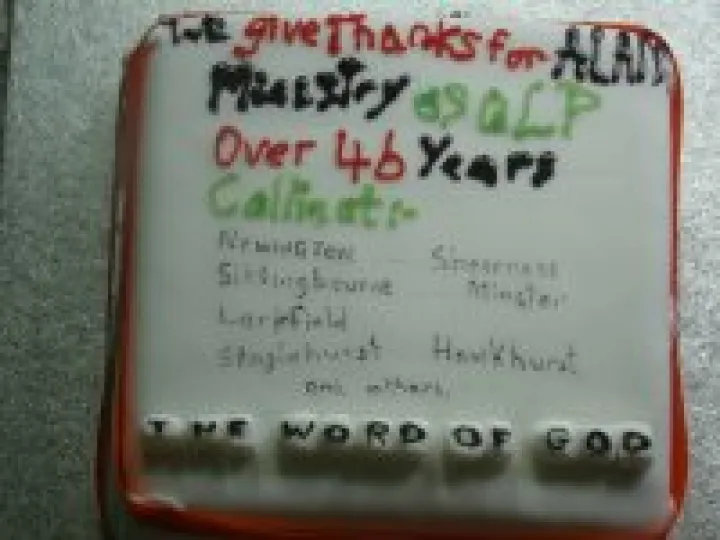 We give Thanks for ALAN
Ministry as a LP
Over 46 Years
Calling at :-
Newington Sheerness
Sittingbourne Minster
Larkfield
Staplehurst Hawkhurst
and others.
THE WORD OF GOD